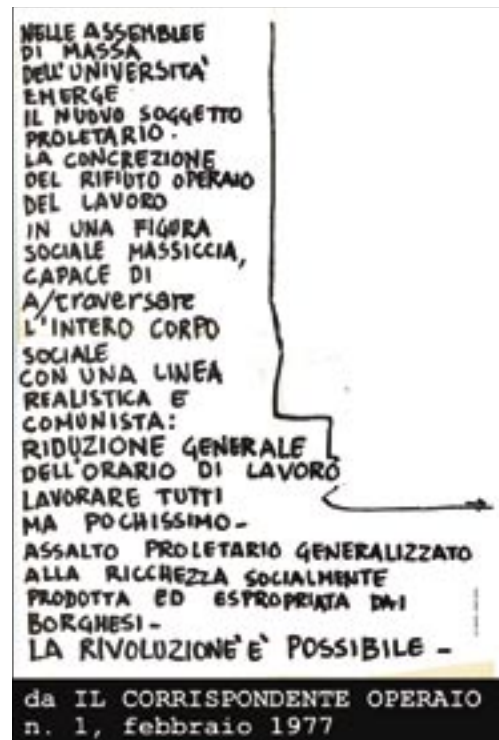 NELLE ASSEMBLEE
DI MASSA
DELL'UNIVERSITA'
EMERGE
IL NUOVO SOGGETTO
PROLETARIO.
LA CONCREZIONE
DEL RIFIUTO OPERAIO
DEL LAVORO
IN UNA FIGURA
SOCIALE MASSICCIA,
CAPACE DI
A/traversare
L'INTERO CORPO
SOCIALE
CON UNA LINEA
REALISTICA E
COMUNISTA:
RIDUZIONE GENERALE
DELL'ORARIO DI LAVORO
LAVORARE TUTTI
MA POCHISSIMO -
ASSALTO PROLETARIO GENERALIZZATO
ALLA RICCHEZZA SOCIALMENTE
PRODOTTA ED ESPROPRIATA DAI
BORGHESI -
LA RIVOLUZIONE È POSSIBILE -
da IL CORRISPONDENTE OPERAIO
n. 1, febbraio 1977